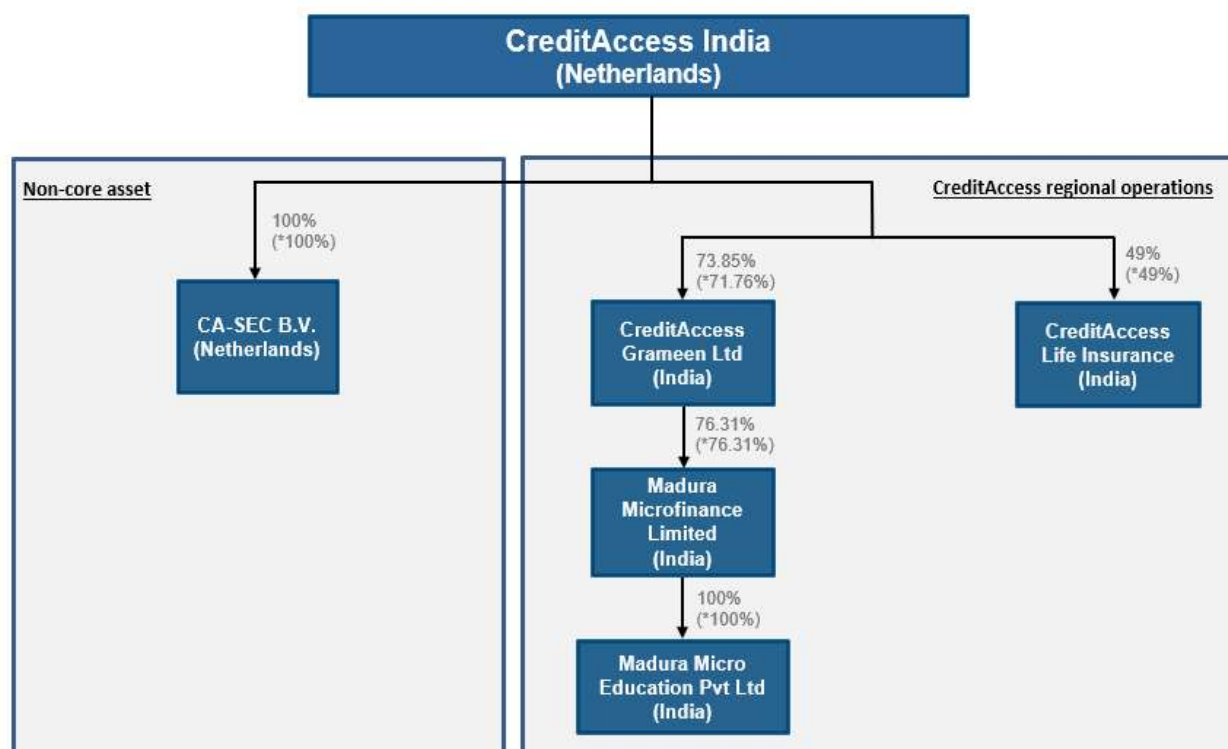 CreditAccess India
(Netherlands)
Non-core asset
100%
(*100%)
CA-SEC B.V.
(Netherlands)
CreditAccess regional operations
73.85%
(*71.76%)
CreditAccess
Grameen Ltd
(India)
49%
(*49%)
CreditAccess
Life Insurance
(India)
76.31%
(*76.31%)
Madura
Microfinance
Limited
(India)
100%
(*100%)
Madura Micro
Education Pvt Ltd
(India)